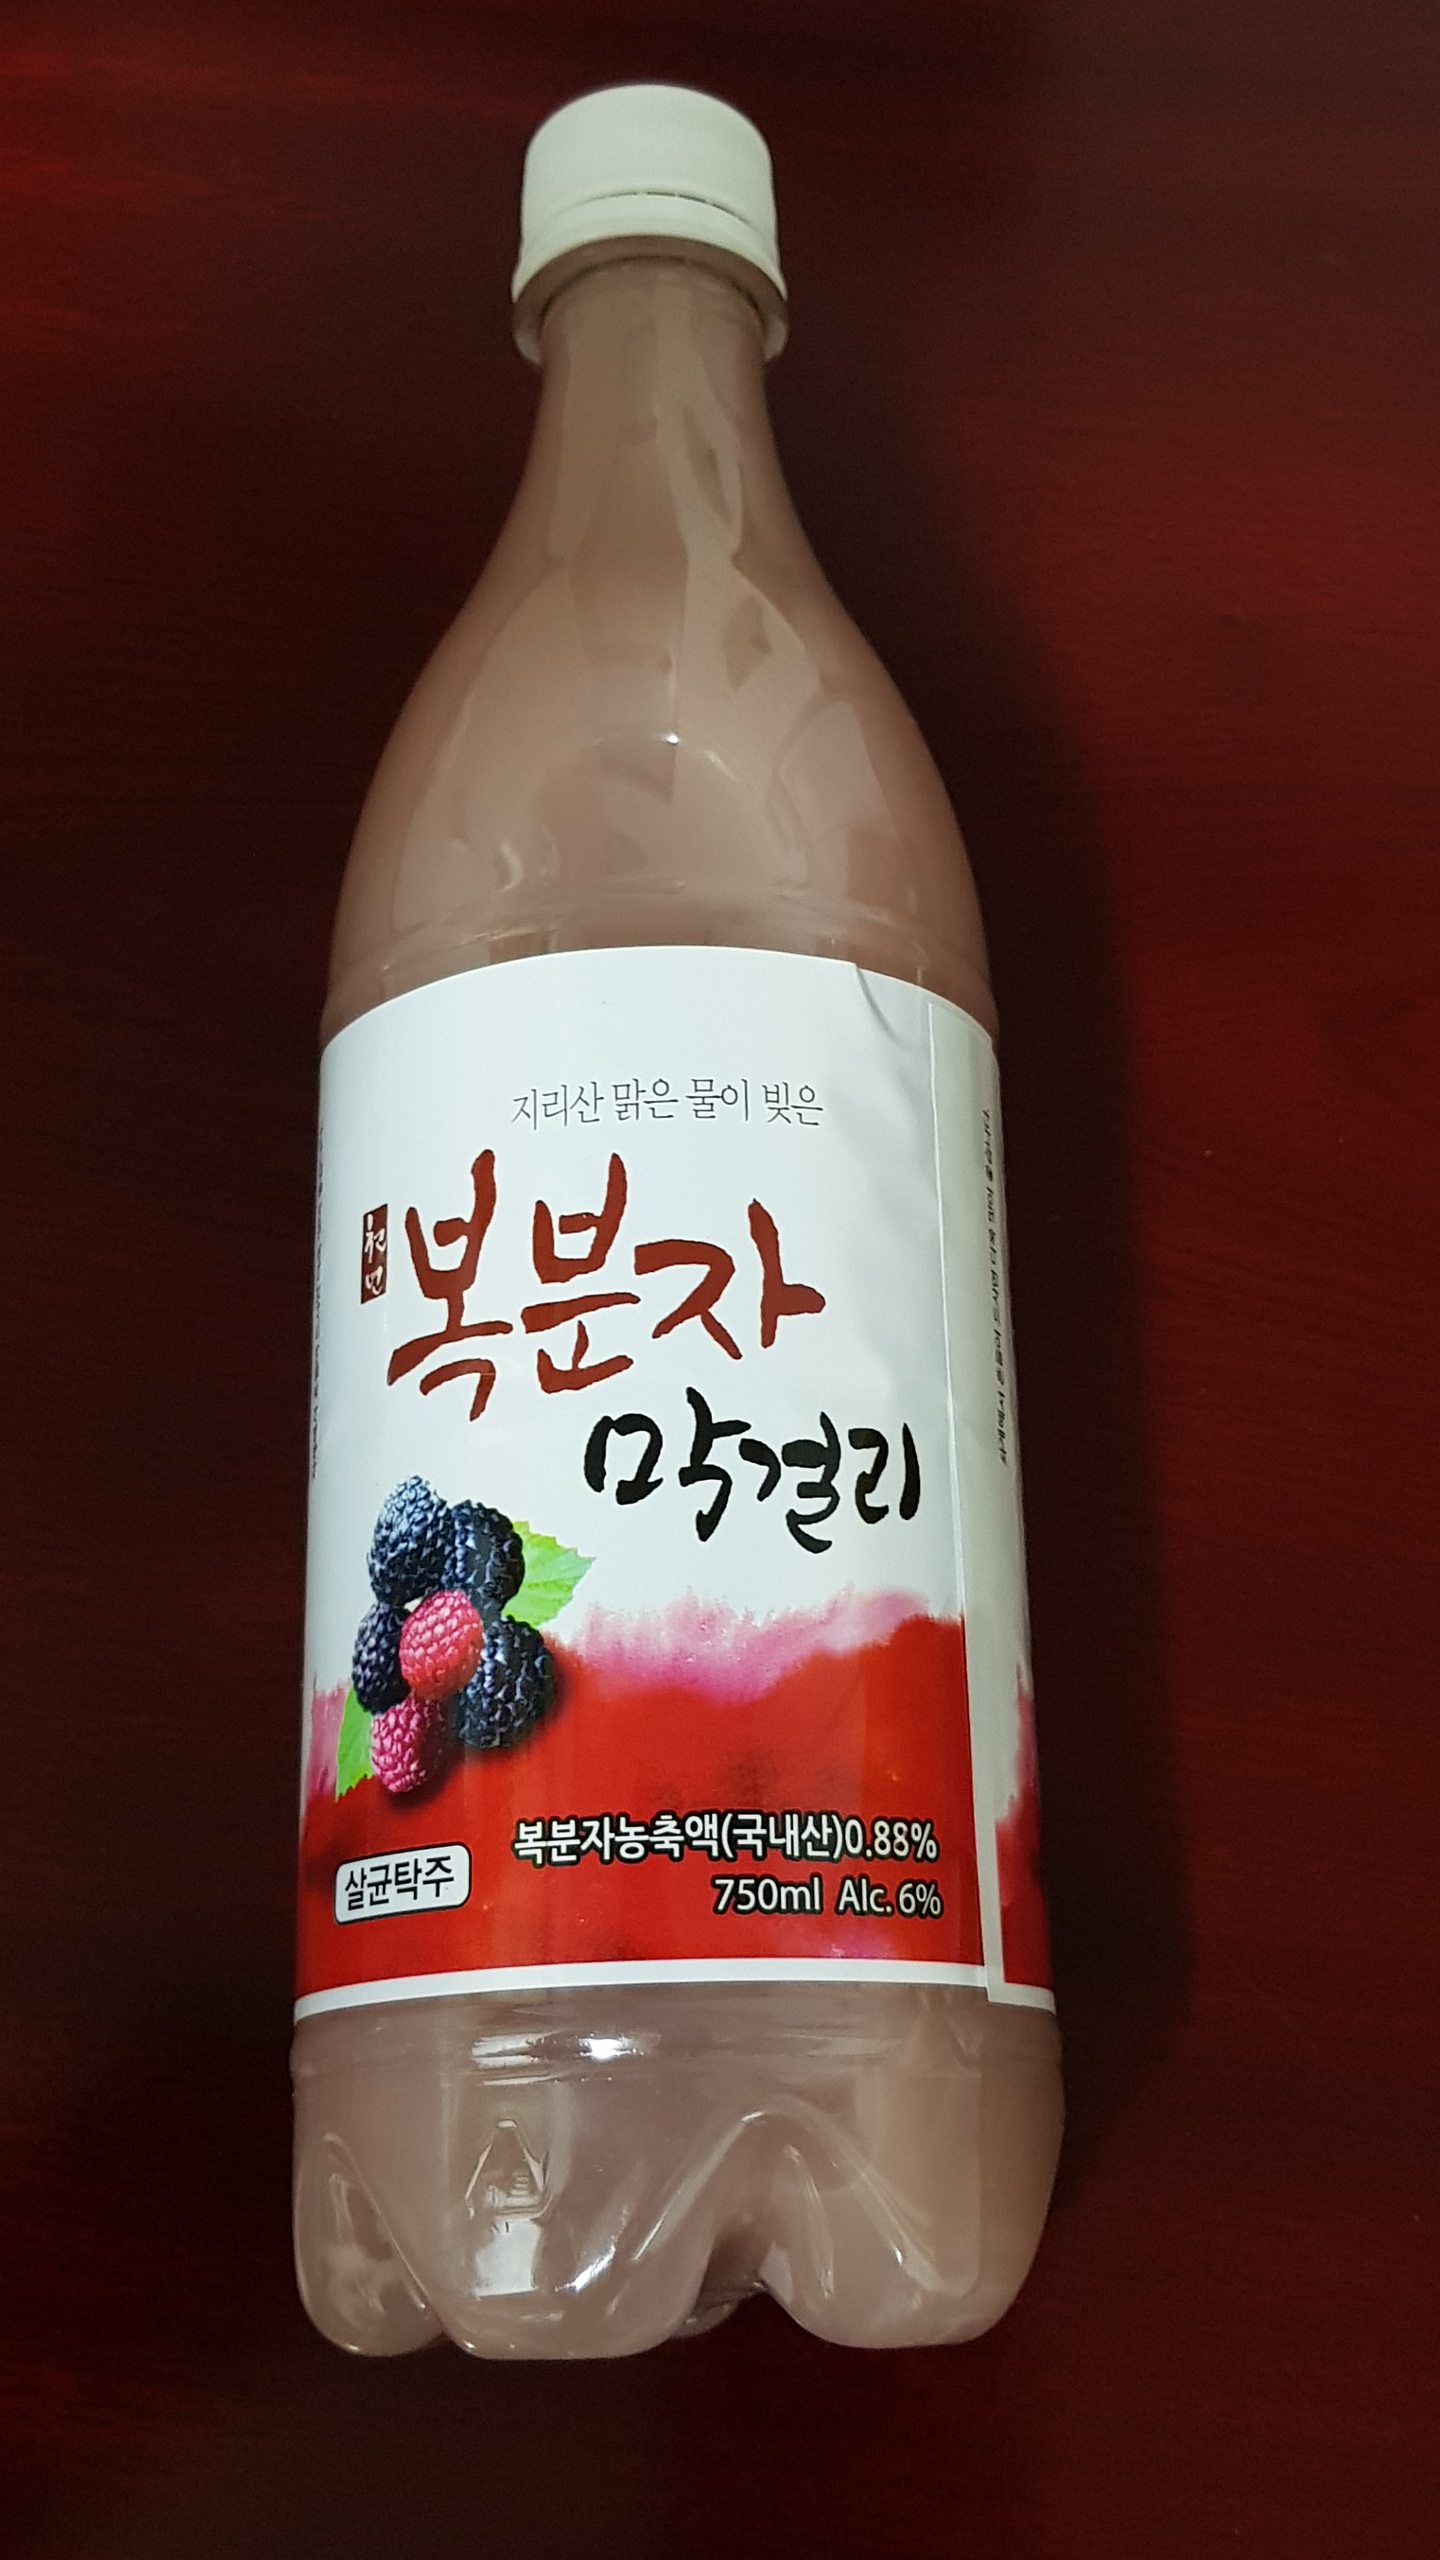 지리산 맑은 물이 빚은
복분자
막걸리
복분자농축액(국내산)0.88%
살균탁주
750ml Alc. 6%